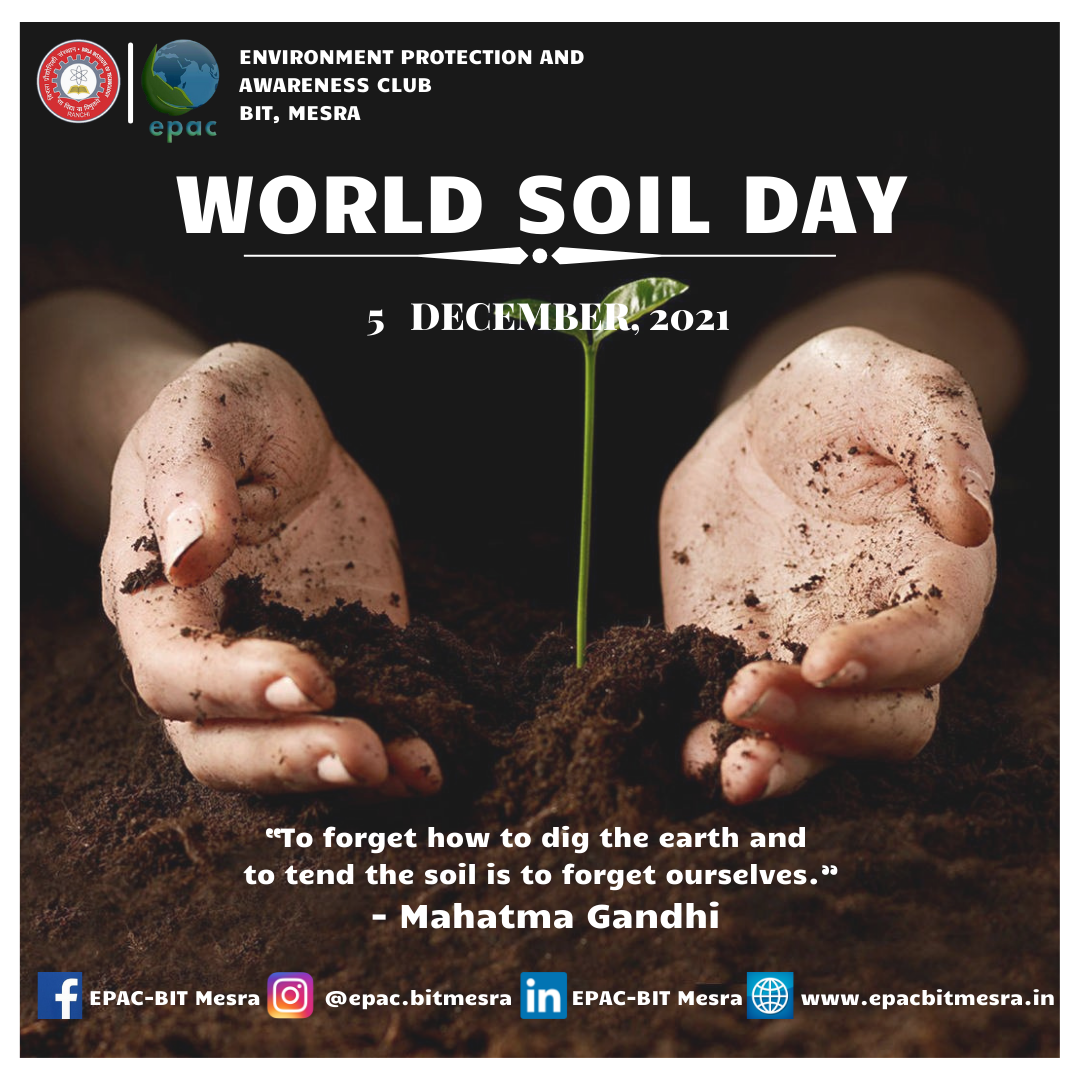 ENVIRONMENT PROTECTION AND
AWARENESS CLUB
BIT, MESRA
epac
RANCHI
WORLD SOIL DAY
5 DECEMBER, 2021
“To forget how to dig the earth and
to tend the soil is to forget ourselves.”
- Mahatma Gandhi
EPAC-BIT Mesra @epac.bitmesra in EPAC-BIT Mesra www.epacbitmesra.in